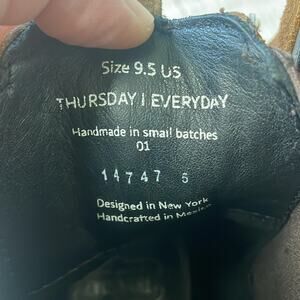 Size 9.5 US
THURSDAY | EVERYDAY
Handmade in small batches
01
14747 5
Designed in New York
Handcrafted in Mexico